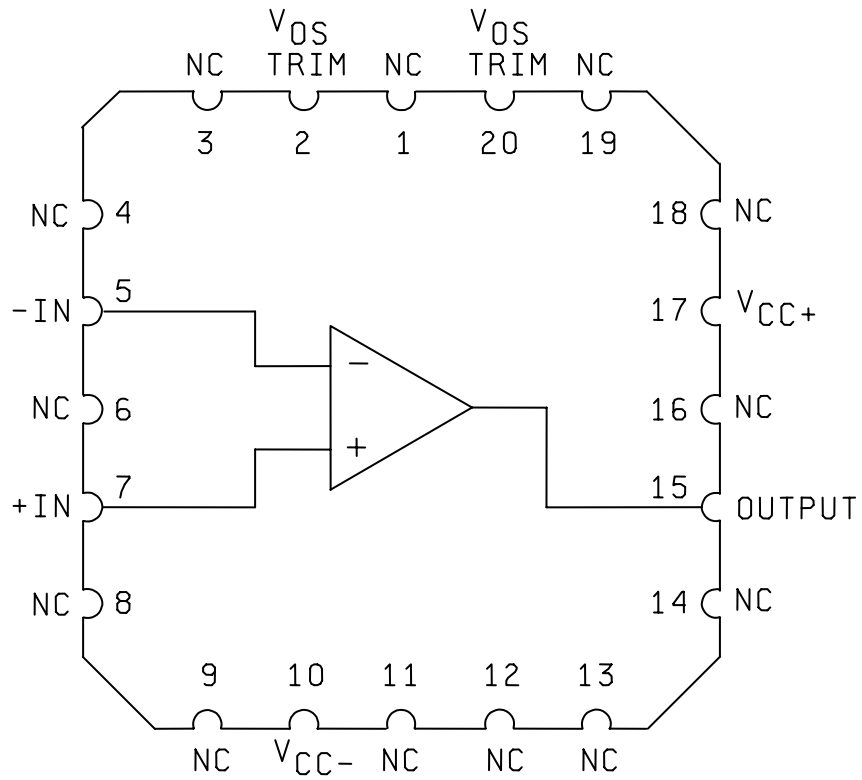 V OS V OS
NC TRIM NC TRIM NC
3 2 1 20 19
NC 4 18 NC
-IN 5 17 VCC+
-
NC 6 16 NC
+
+IN 7 15 OUTPUT
NC 8 14 NC
9 10 11 12 13
NC VCC- NC NC NC